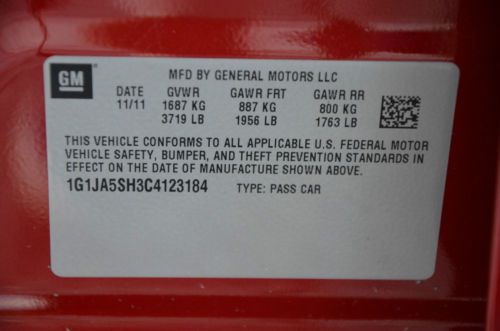 GM
MFD BY GENERAL MOTORS LLC
DATE GVWR GAWR FRT GAWR RR
11/11 1687 KG 887 KG 800 KG
3719 LB 1956 LB 1763 LB
THIS VEHICLE CONFORMS TO ALL APPLICABLE U.S. FEDERAL MOTOR
VEHICLE SAFETY, BUMPER, AND THEFT PREVENTION STANDARDS IN
EFFECT ON THE DATE OF MANUFACTURE SHOWN ABOVE.
1G1JA5SH3C4123184 TYPE: PASS CAR